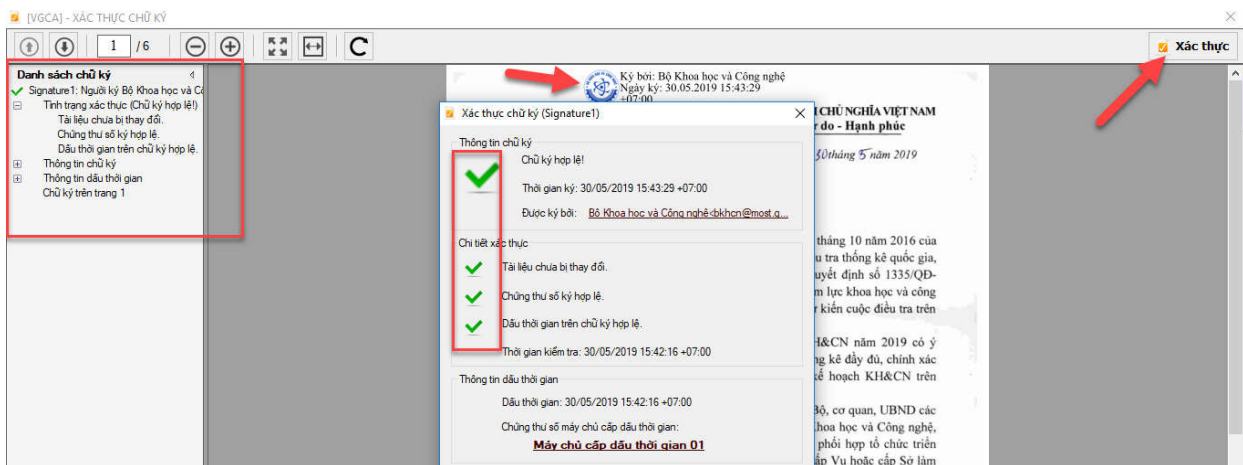 [VGCA] - XÁC THỰC CHỮ KÝ
1 /6
Xác thực
Danh sách chữ ký
Signature1: Người ký Bộ Khoa học và Cô
Tình trạng xác thực (Chữ ký hợp lệ!)
Tài liệu chưa bị thay đổi.
Chứng thư số ký hợp lệ.
Dấu thời gian trên chữ ký hợp lệ.
Thông tin chữ ký
Thông tin dấu thời gian
Chữ ký trên trang 1
Ký bởi: Bộ Khoa học và Công nghệ
Ngày ký: 30.05.2019 15:43:29
+07:00
Xác thực chữ ký (Signature1)
Thông tin chữ ký
Chữ ký hợp lệ!
Thời gian ký: 30/05/2019 15:43:29 +07:00
Được ký bởi: Bộ Khoa học và Công nghệ<bkhcn@most.g...
Chi tiết xác thực
Tài liệu chưa bị thay đổi.
Chứng thư số ký hợp lệ.
Dấu thời gian trên chữ ký hợp lệ.
Thời gian kiểm tra: 30/05/2019 15:42:16 +07:00
Thông tin dấu thời gian
Dấu thời gian: 30/05/2019 15:42:16 +07:00
Chứng thư số máy chủ cấp dấu thời gian:
Máy chủ cấp dấu thời gian 01
CHỦ NGHĨA VIỆT NAM
do - Hạnh phúc
30tháng 5 năm 2019
tháng 10 năm 2016 của
u tra thống kê quốc gia,
uyết định số 1335/QĐ-
m lực khoa học và công
kiến cuộc điều tra trên
H&CN năm 2019 có ý
ng kê đầy đủ, chính xác
kế hoạch KH&CN trên
Bộ, cơ quan, UBND các
hoa học và Công nghệ,
phối hợp tổ chức triển
ấp Vụ hoặc cấp Sở làm